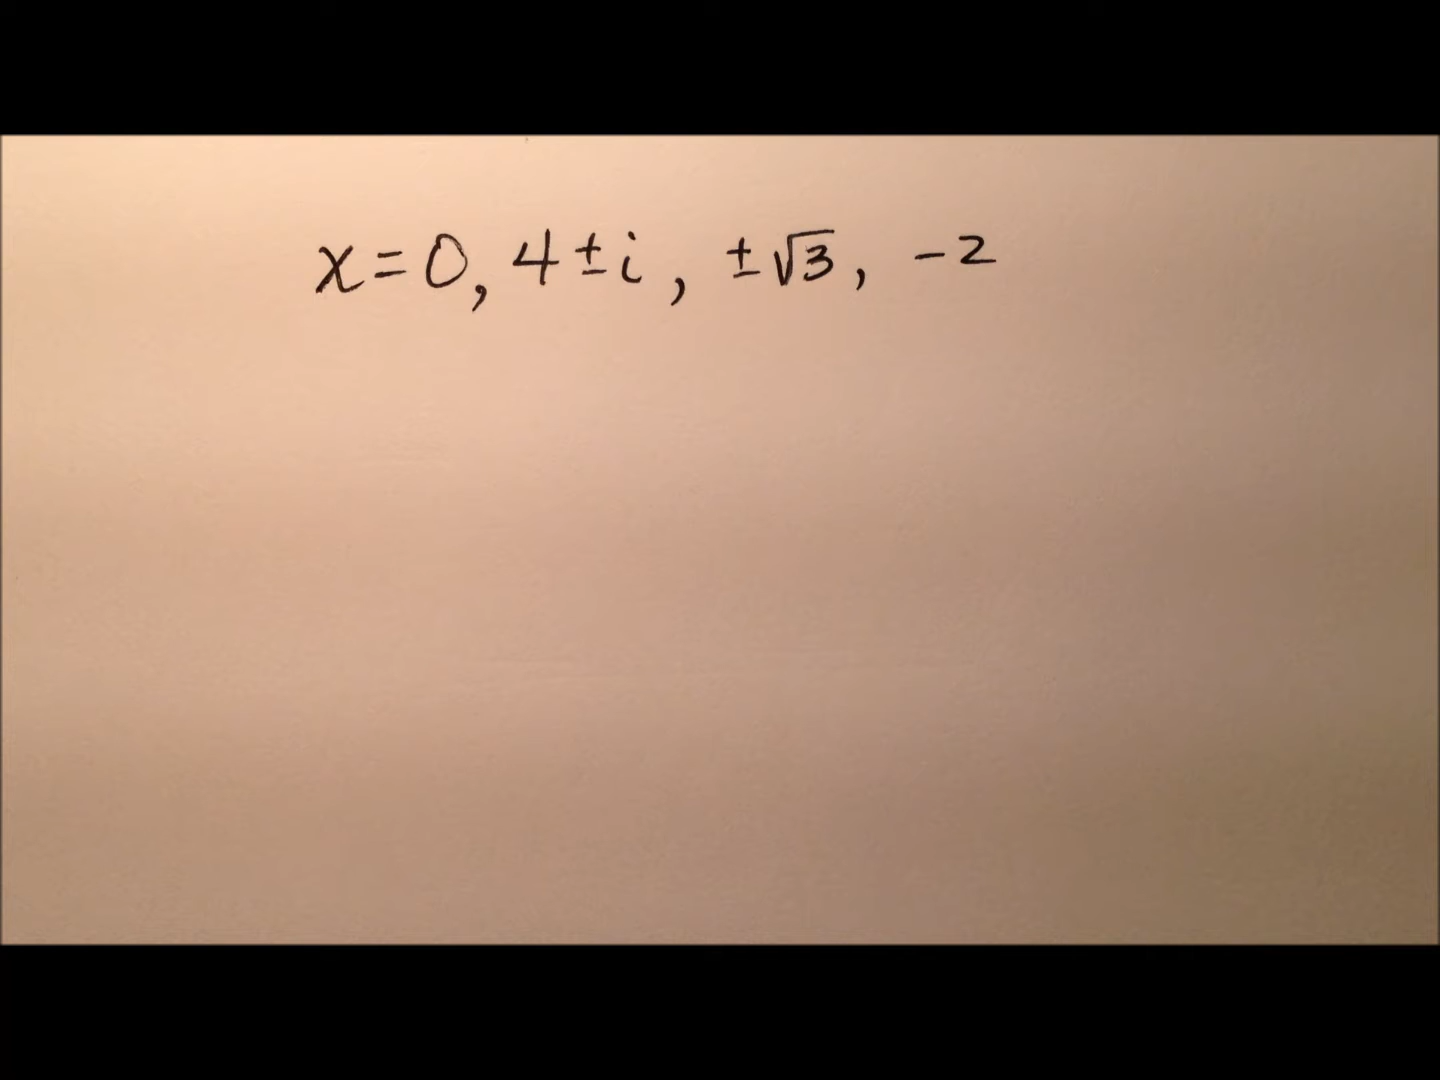 x = 0, 4 ± i, ± √3, -2